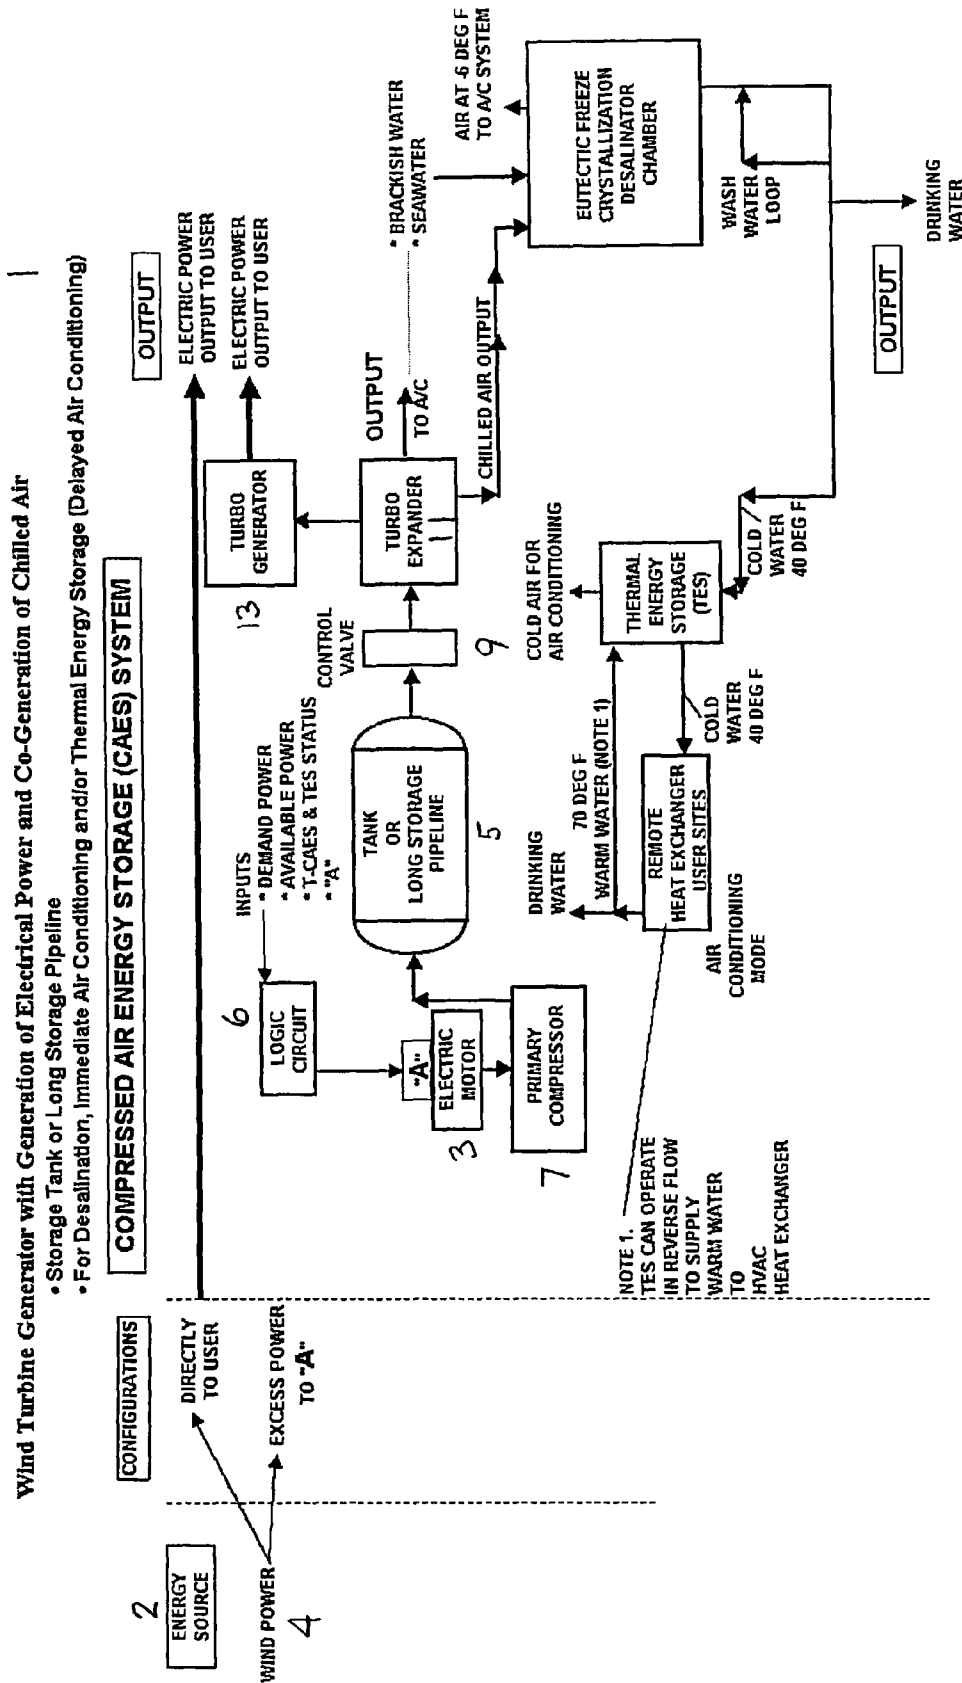 Wind Turbine Generator with Generation of Electrical Power and Co-Generation of Chilled Air
1
• Storage Tank or Long Storage Pipeline
• For Desalination, Immediate Air Conditioning and/or Thermal Energy Storage (Delayed Air Conditioning)
2
ENERGY
SOURCE
CONFIGURATIONS
COMPRESSED AIR ENERGY STORAGE (CAES) SYSTEM
OUTPUT
WIND POWER
4
DIRECTLY
TO USER
EXCESS POWER
TO "A"
ELECTRIC POWER
OUTPUT TO USER
ELECTRIC POWER
OUTPUT TO USER
6
LOGIC
CIRCUIT
INPUTS
* DEMAND POWER
* AVAILABLE POWER
* T-CAES & TES STATUS
* "A"
13
TURBO
GENERATOR
"A"
ELECTRIC
MOTOR
3
PRIMARY
COMPRESSOR
7
TANK
OR
LONG STORAGE
PIPELINE
5
CONTROL
VALVE
9
TURBO
EXPANDER
11
OUTPUT
TO A/C
* BRACKISH WATER
* SEAWATER
AIR AT -6 DEG F
TO A/C SYSTEM
CHILLED AIR OUTPUT
EUTECTIC FREEZE
CRYSTALLIZATION
DESALINATOR
CHAMBER
NOTE 1.
TES CAN OPERATE
IN REVERSE FLOW
TO SUPPLY
WARM WATER
TO
HVAC
HEAT EXCHANGER
DRINKING
WATER
70 DEG F
WARM WATER (NOTE 1)
COLD AIR FOR
AIR CONDITIONING
THERMAL
ENERGY
STORAGE
(TES)
REMOTE
HEAT EXCHANGER
USER SITES
AIR
CONDITIONING
MODE
COLD
WATER
40 DEG F
COLD
WATER
40 DEG F
WASH
WATER
LOOP
OUTPUT
DRINKING
WATER